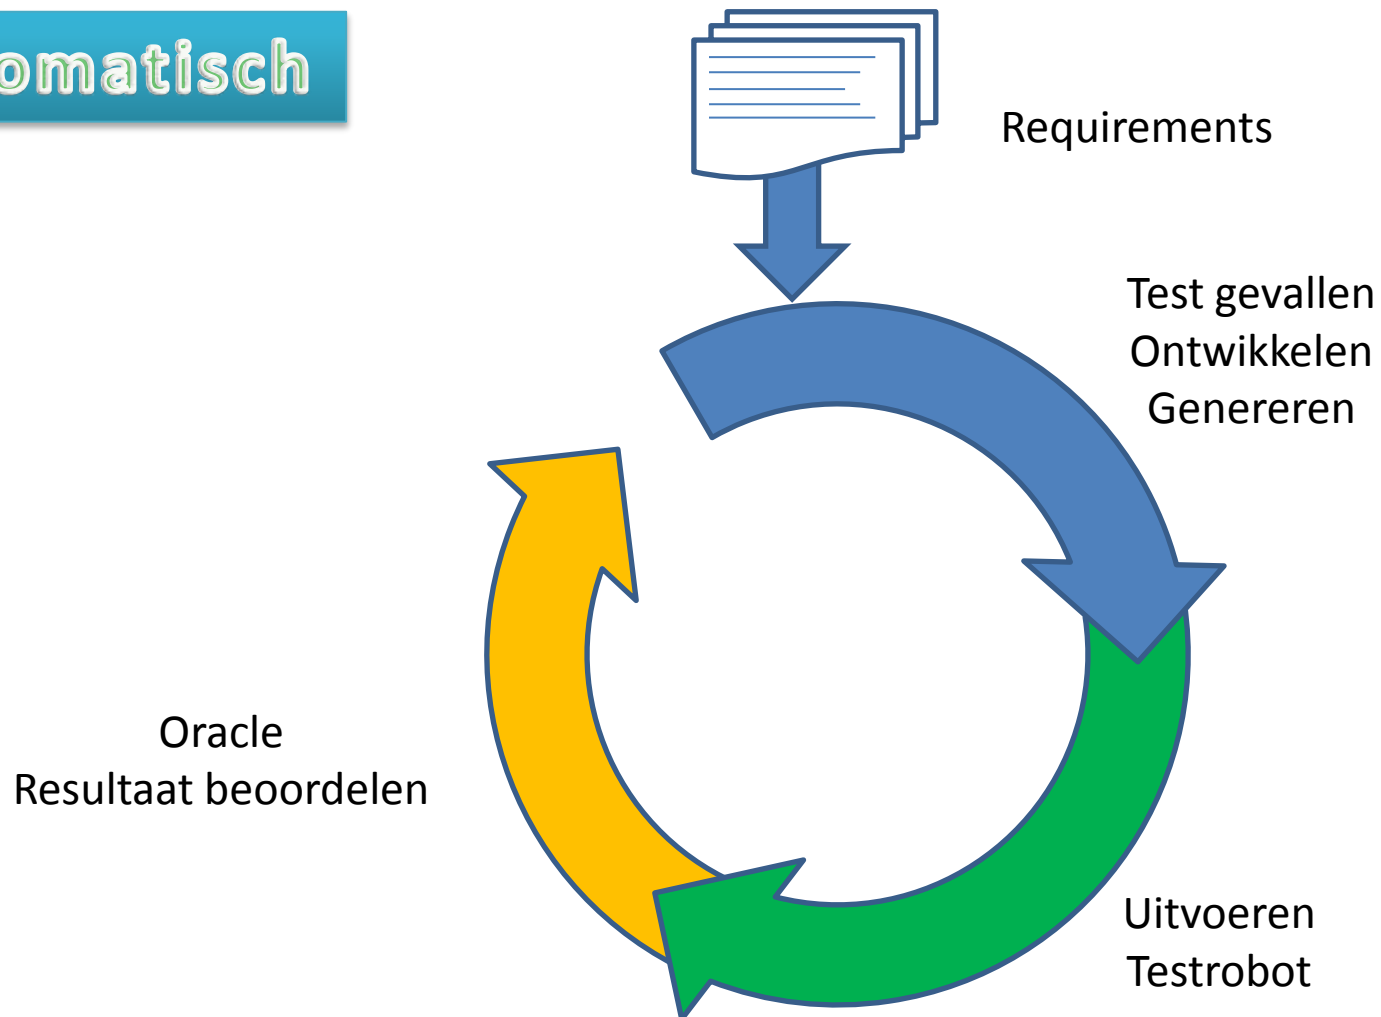 omatisch
Requirements
Test gevallen
Ontwikkelen
Genereren
Oracle
Resultaat beoordelen
Uitvoeren
Testrobot